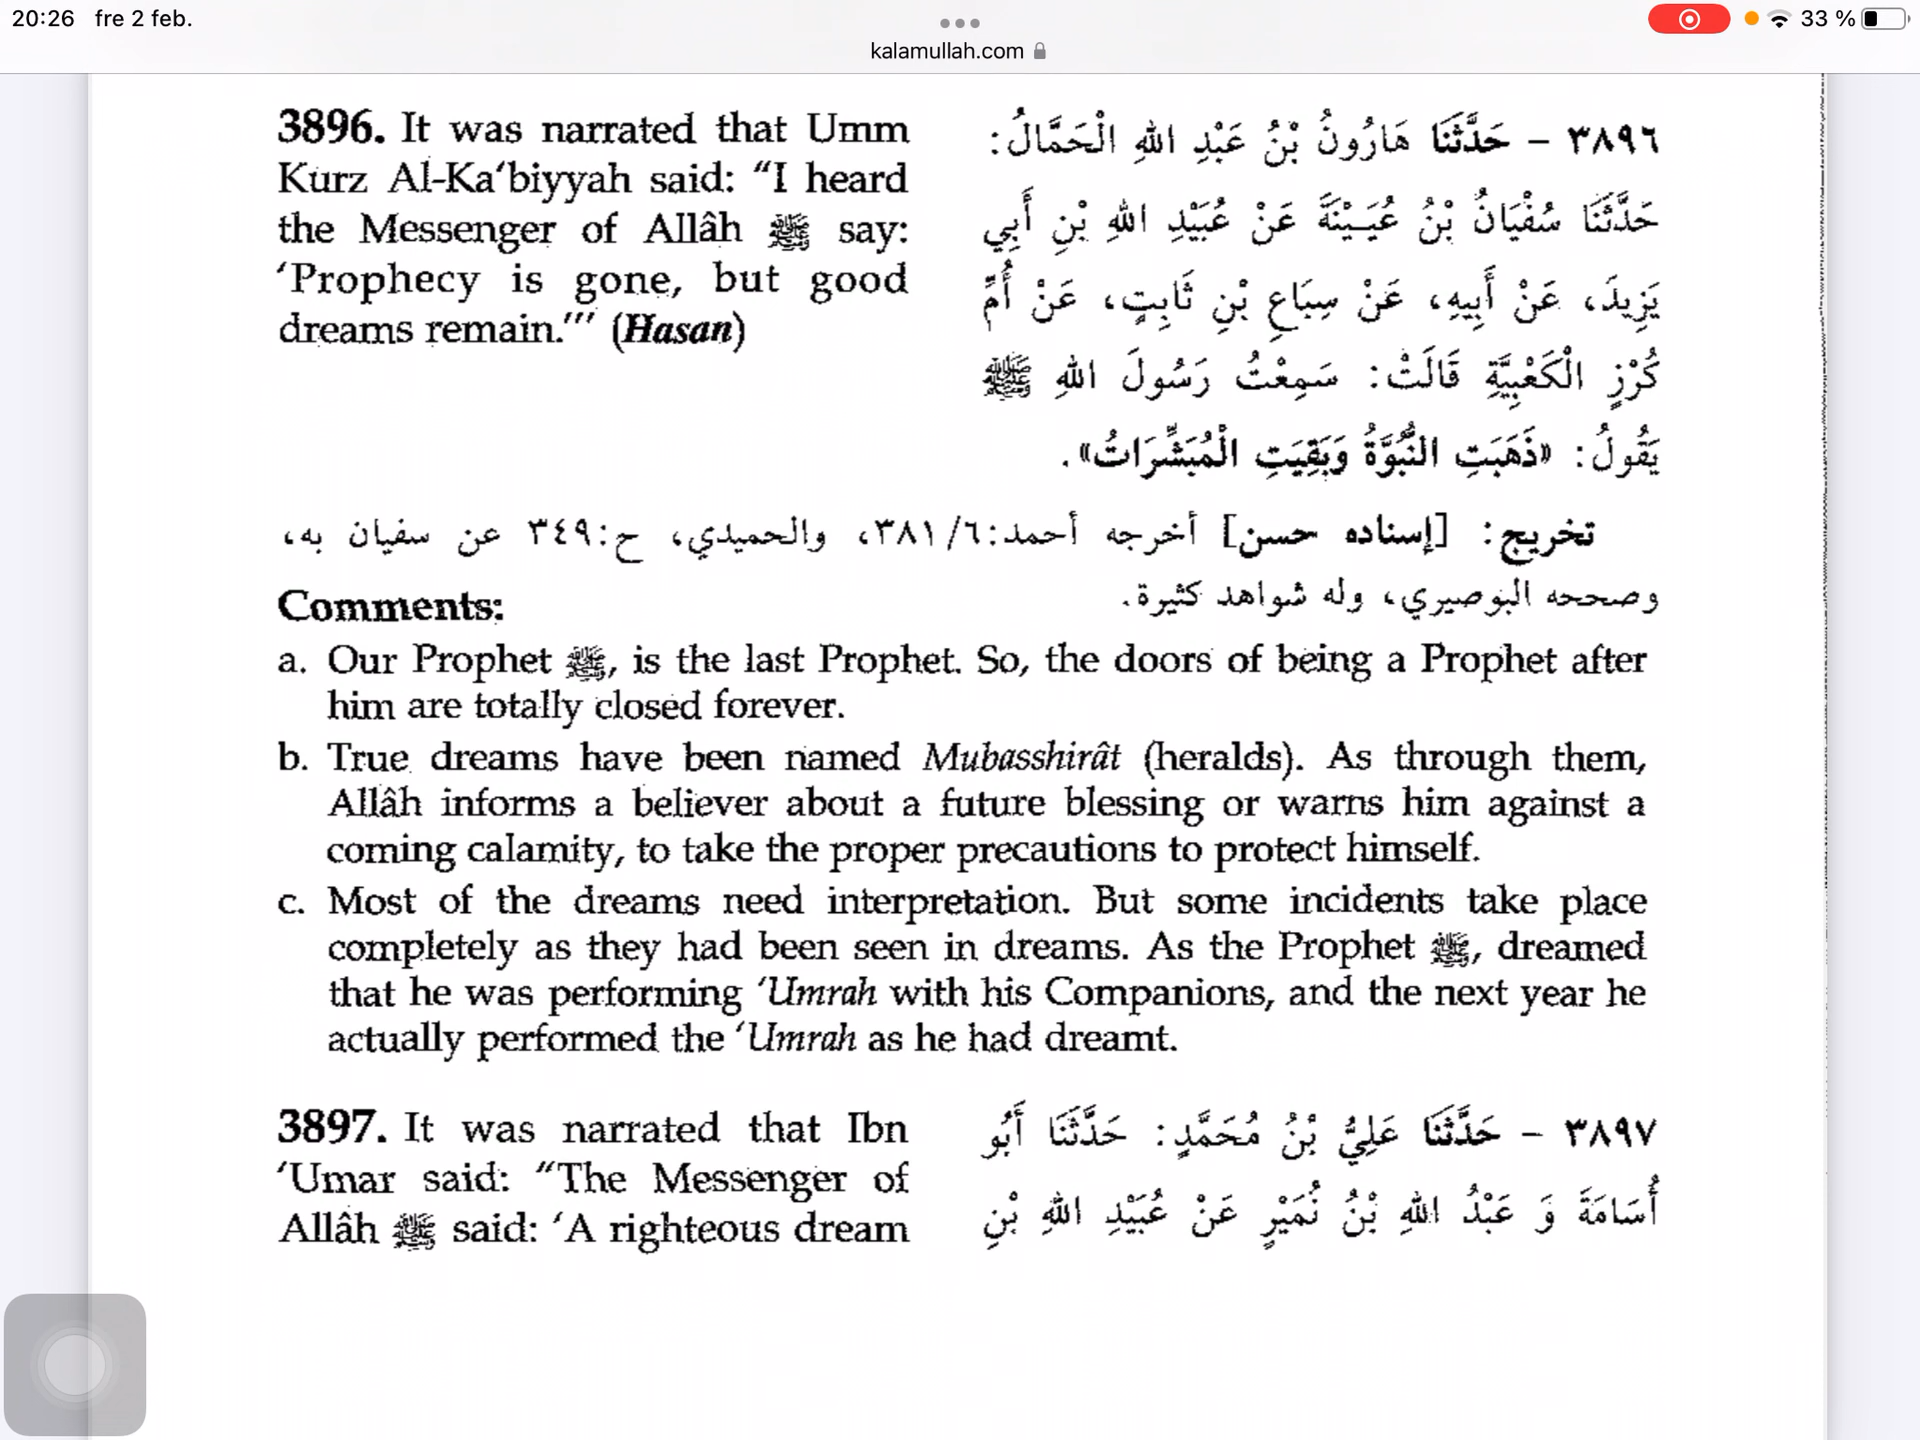 20:26 fre 2 feb.
kalamullah.com
33 %
3896. It was narrated that Umm
Kurz Al-Ka‘biyyah said: “I heard
the Messenger of Allâh ﷺ say:
‘Prophecy is gone, but good
dreams remain.’” (Hasan)
٣٨٩٦ – حَدَّثَنَا هَارُونُ بْنُ عَبْدِ اللهِ الْحَمَّالُ:
حَدَّثَنَا سُفْيَانُ بْنُ عُيَيْنَةَ عَنْ عُبَيْدِ اللهِ بْنِ أَبِي
يَزِيدَ، عَنْ أَبِيهِ، عَنْ سِبَاعِ بْنِ ثَابِتٍ، عَنْ أُمِّ
كُرْزٍ الْكَعْبِيَّةِ قَالَتْ: سَمِعْتُ رَسُولَ اللهِ ﷺ
يَقُولُ: «ذَهَبَتِ النُّبُوَّةُ وَبَقِيَتِ الْمُبَشِّرَاتُ».
تخريج: [إسناده حسن] أخرجه أحمد:٦/ ٣٨١، والحميدي، ح:٣٤٩ عن سفيان به،
وصححه البوصيري، وله شواهد كثيرة.
Comments:
a. Our Prophet ﷺ, is the last Prophet. So, the doors of being a Prophet after
him are totally closed forever.
b. True dreams have been named Mubasshirât (heralds). As through them,
Allâh informs a believer about a future blessing or warns him against a
coming calamity, to take the proper precautions to protect himself.
c. Most of the dreams need interpretation. But some incidents take place
completely as they had been seen in dreams. As the Prophet ﷺ, dreamed
that he was performing ‘Umrah with his Companions, and the next year he
actually performed the ‘Umrah as he had dreamt.
3897. It was narrated that Ibn
‘Umar said: “The Messenger of
Allâh ﷺ said: ‘A righteous dream
٣٨٩٧ – حَدَّثَنَا عَلِيُّ بْنُ مُحَمَّدٍ: حَدَّثَنَا أَبُو
أُسَامَةَ وَ عَبْدُ اللهِ بْنُ نُمَيْرٍ عَنْ عُبَيْدِ اللهِ بْنِ